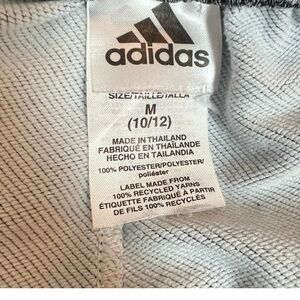 adidas
SIZE/TAILLE/TALLA
M
(10/12)
MADE IN THAILAND
FABRIQUÉ EN THAÏLANDE
HECHO EN TAILANDIA
100% POLYESTER/POLYESTER/
poliéster
LABEL MADE FROM
100% RECYCLED YARNS
ÉTIQUETTE FABRIQUÉE À PARTIR
DE FILS 100% RECYCLÉS